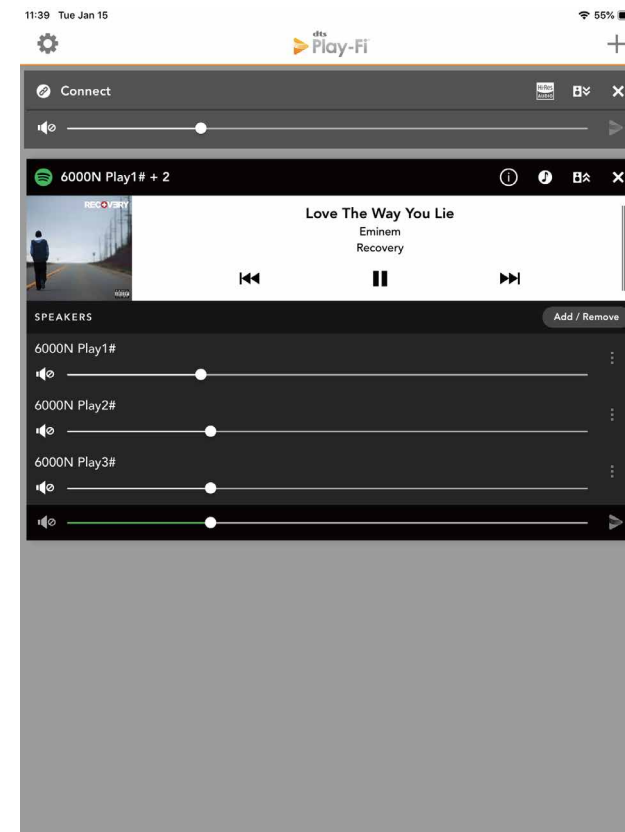 11:39 Tue Jan 15
55%
dts
Play-Fi
Connect
Hi-Res
AUDIO
6000N Play1# + 2
RECOVERY
Love The Way You Lie
Eminem
Recovery
SPEAKERS
Add / Remove
6000N Play1#
6000N Play2#
6000N Play3#